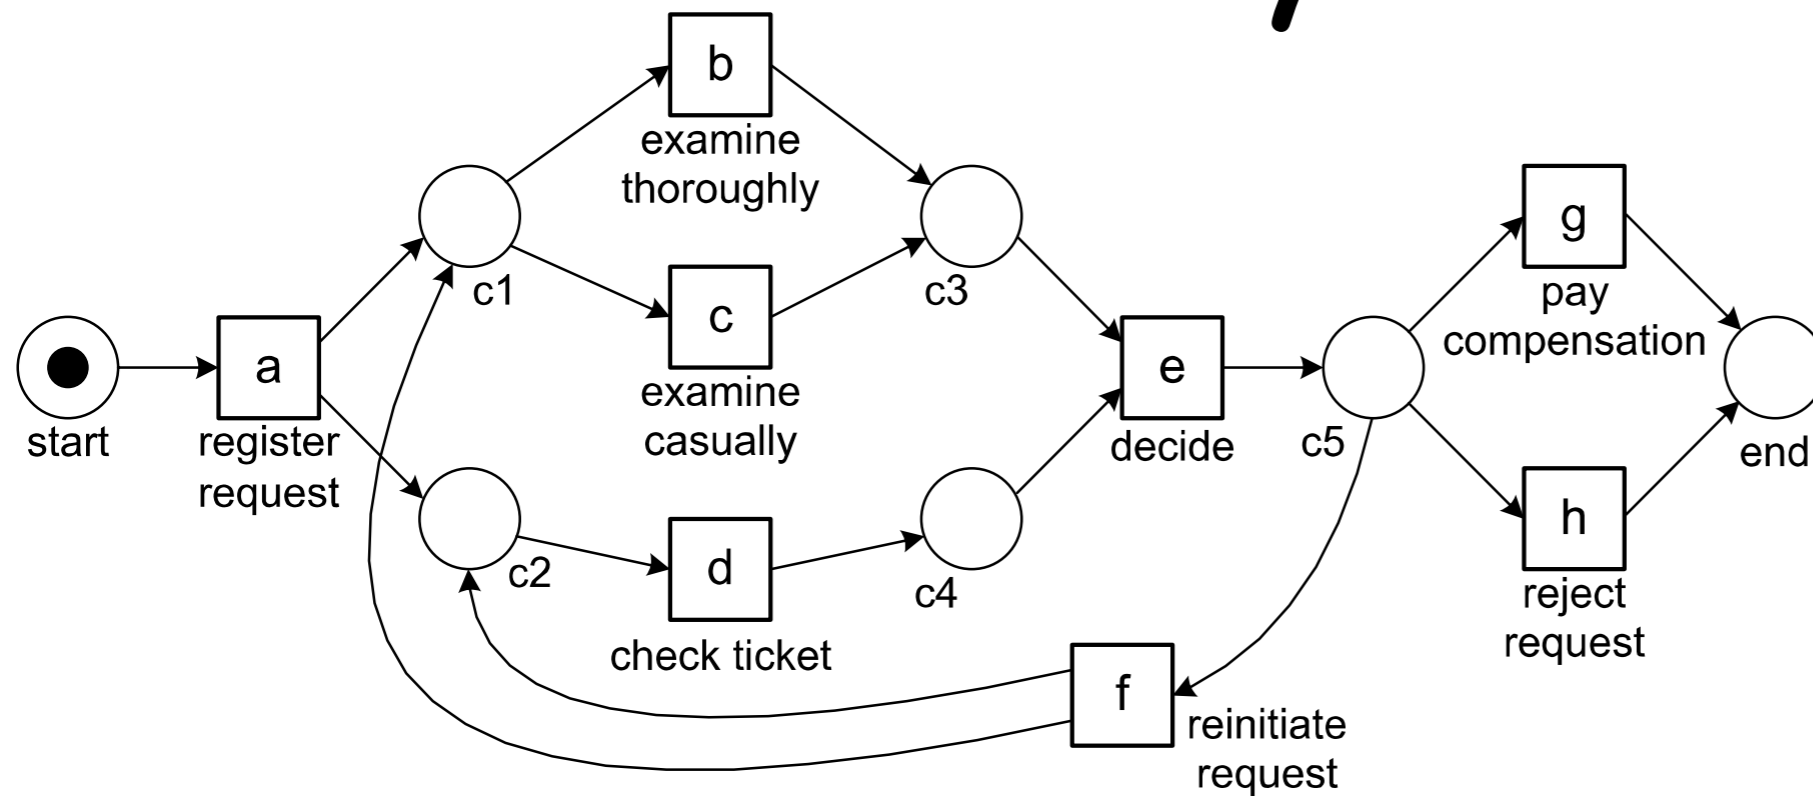 b
examine
thoroughly
c1
c
examine
casually
c3
start
a
register
request
e
decide
c5
g
pay
compensation
end
c2
d
check ticket
c4
h
reject
request
f
reinitiate
request